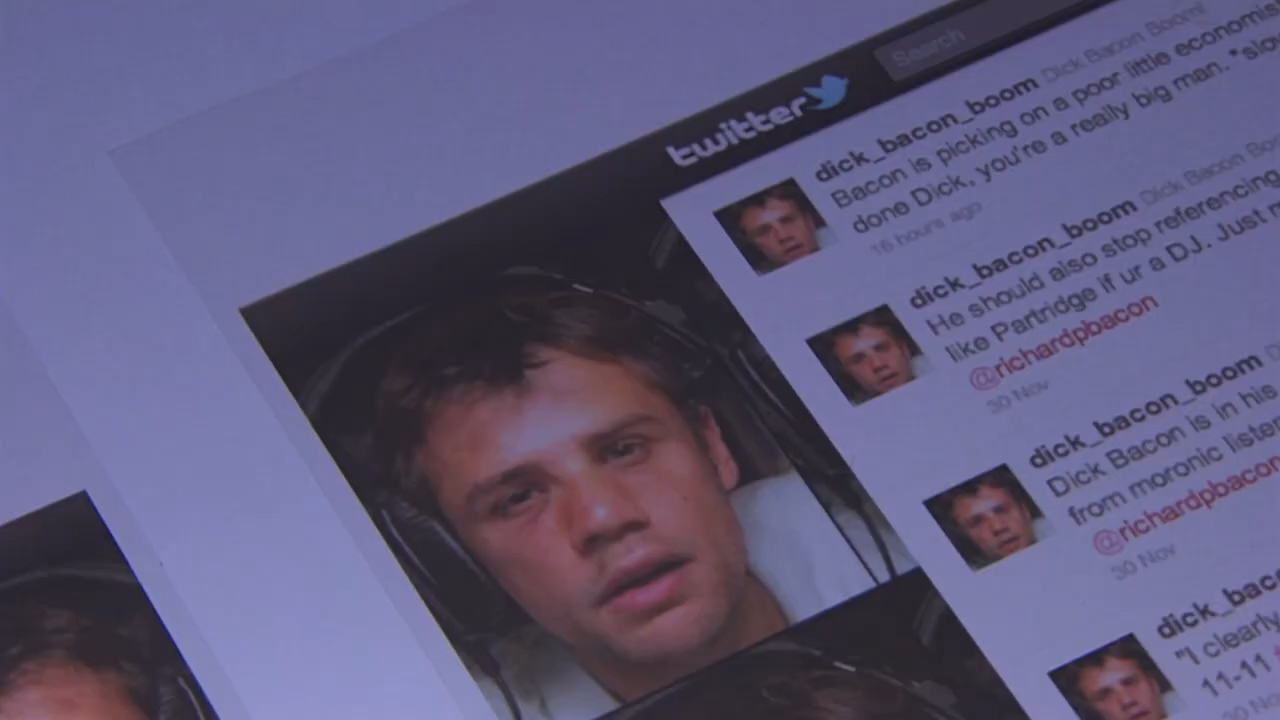 Search
twitter
dick_bacon_boom Dick Bacon Boom!
Bacon is picking on a poor little economis
done Dick, you're a really big man. *slo
16 hours ago
dick_bacon_boom Dick Bacon Bo
He should also stop referencing
like Partridge if ur a DJ. Just
@richardpbacon
30 Nov
dick_bacon_boom
Dick Bacon is in his
from moronic listen
@richardpbacon
30 Nov
dick_bac
"I clearly
11-11